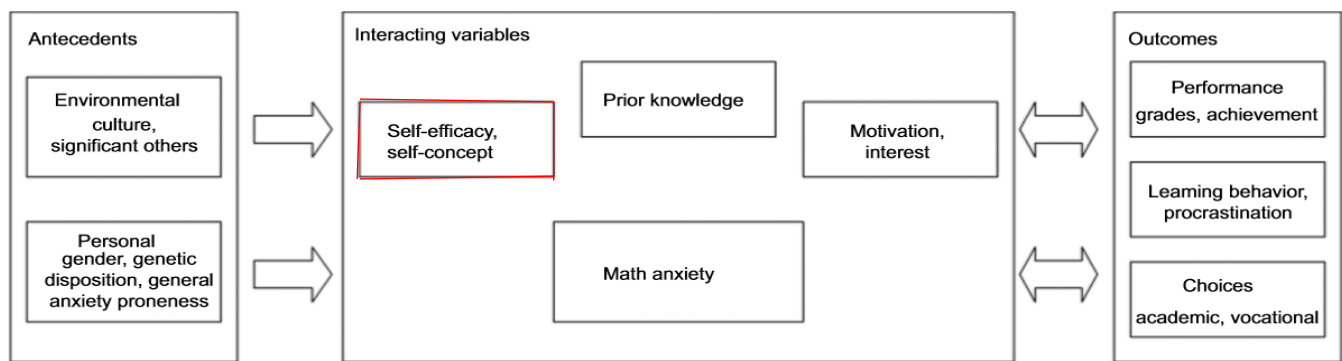 Antecedents
Environmental
culture,
significant others
Personal
gender, genetic
disposition, general
anxiety proneness
Interacting variables
Self-efficacy,
self-concept
Prior knowledge
Motivation,
interest
Math anxiety
Outcomes
Performance
grades, achievement
Learning behavior,
procrastination
Choices
academic, vocational